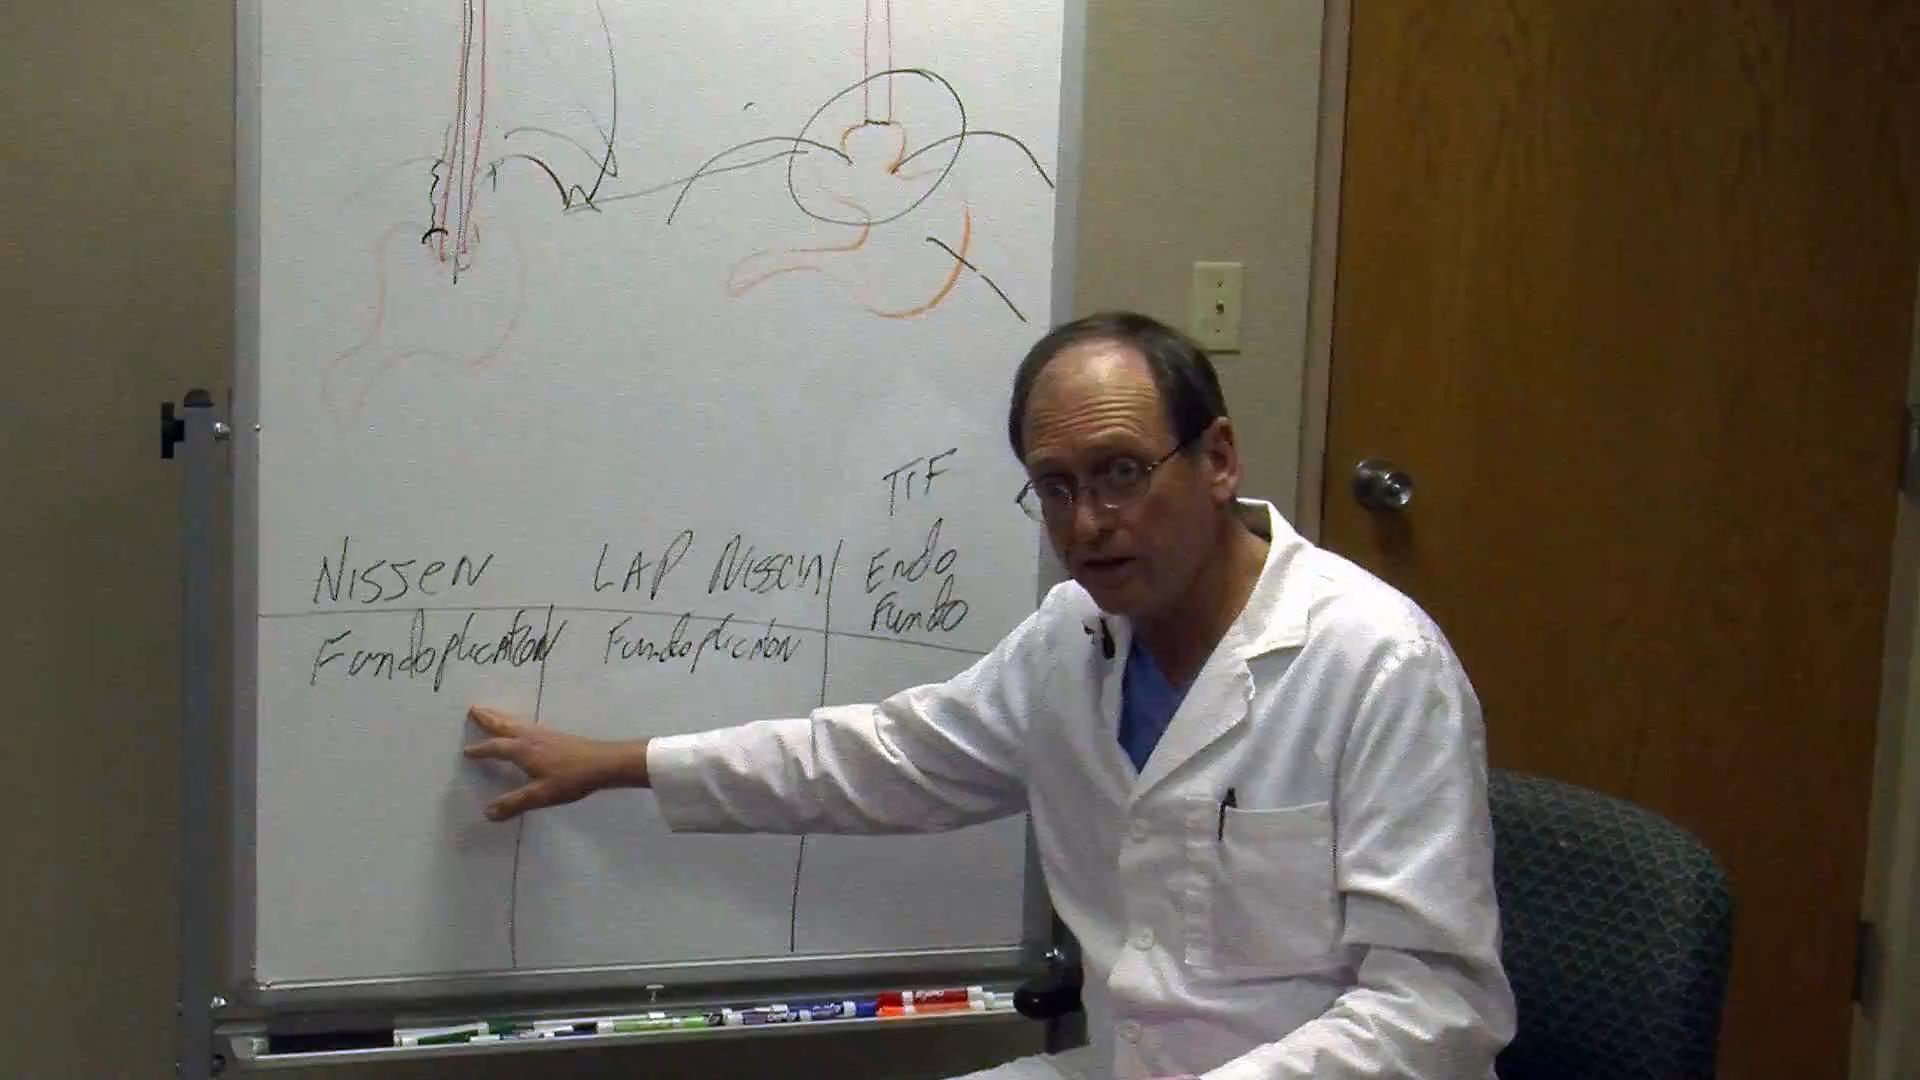 TIF
NISSEN
LAP NISSEN
Endo
Fundo
Fundoplication
Fundoplication